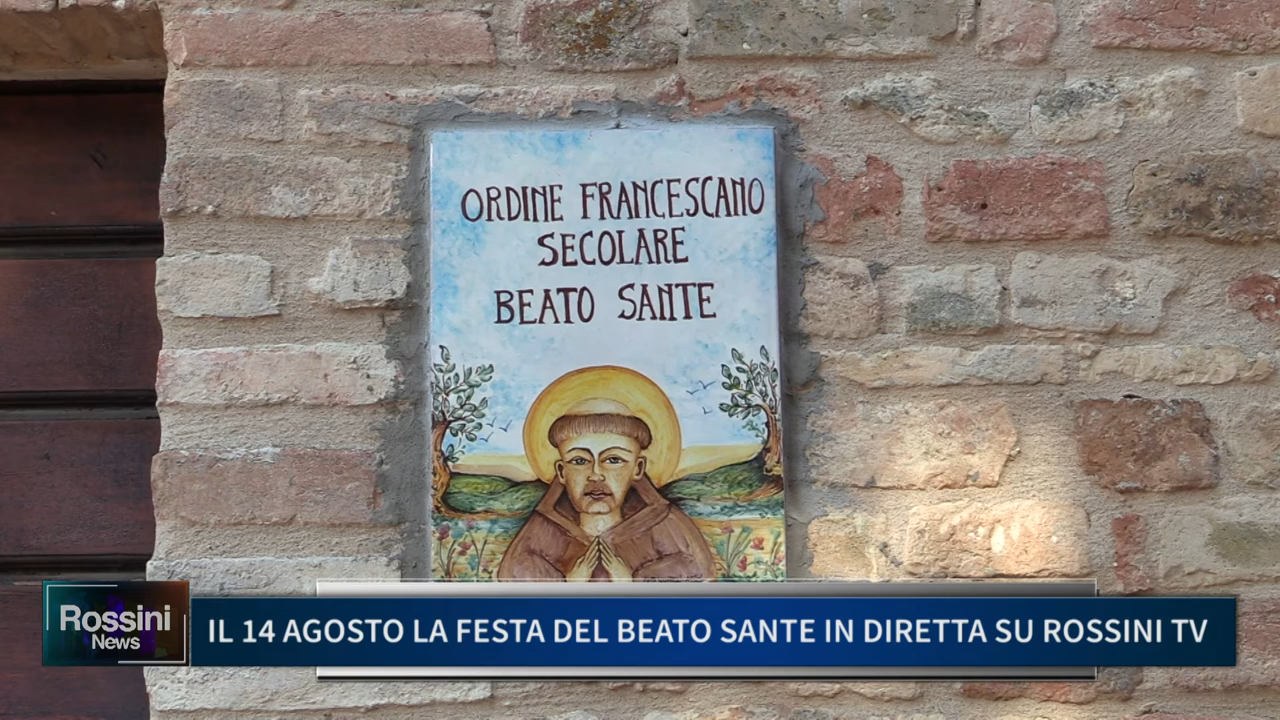 ORDINE FRANCESCANO
SECOLARE
BEATO SANTE
Rossini
News
IL 14 AGOSTO LA FESTA DEL BEATO SANTE IN DIRETTA SU ROSSINI TV